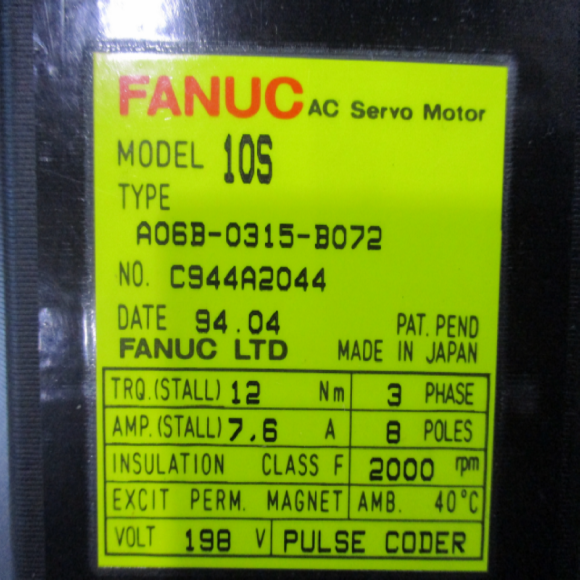 FANUC AC Servo Motor
MODEL 10S
TYPE
A06B-0315-B072
NO. C944A2044
DATE 94.04 PAT. PEND
FANUC LTD MADE IN JAPAN
TRQ.(STALL) 12 Nm 3 PHASE
AMP.(STALL) 7.6 A 8 POLES
INSULATION CLASS F 2000 rpm
EXCIT PERM. MAGNET AMB. 40°C
VOLT 198 V PULSE CODER